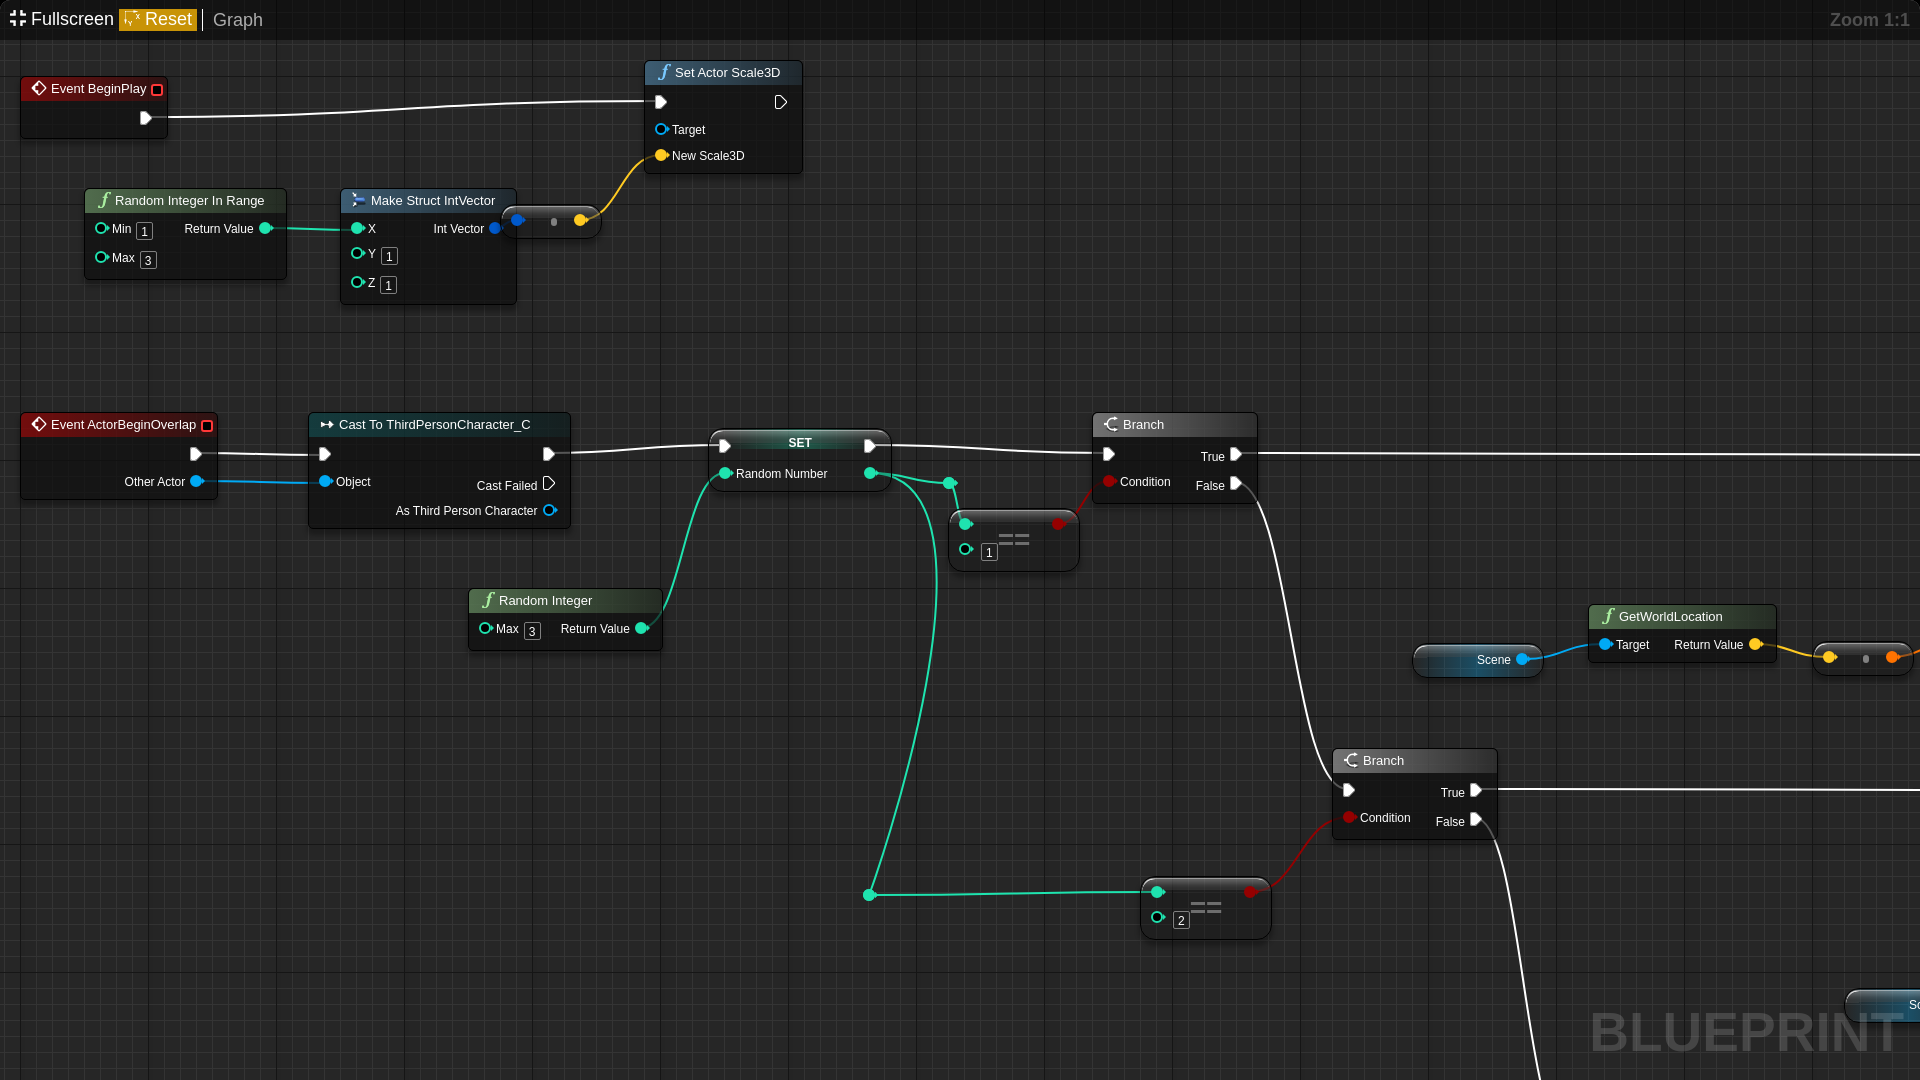 Fullscreen Reset Graph
Zoom 1:1
Event BeginPlay
Set Actor Scale3D
Target
New Scale3D
Random Integer In Range
Min 1 Return Value
Max 3
Make Struct IntVector
X Int Vector
Y 1
Z 1
Event ActorBeginOverlap
Other Actor
Cast To ThirdPersonCharacter_C
Object
Cast Failed
As Third Person Character
SET
Random Number
Branch
True
Condition
False
==
1
Random Integer
Max 3 Return Value
Scene
GetWorldLocation
Target Return Value
Branch
True
Condition
False
==
2
BLUEPRINT